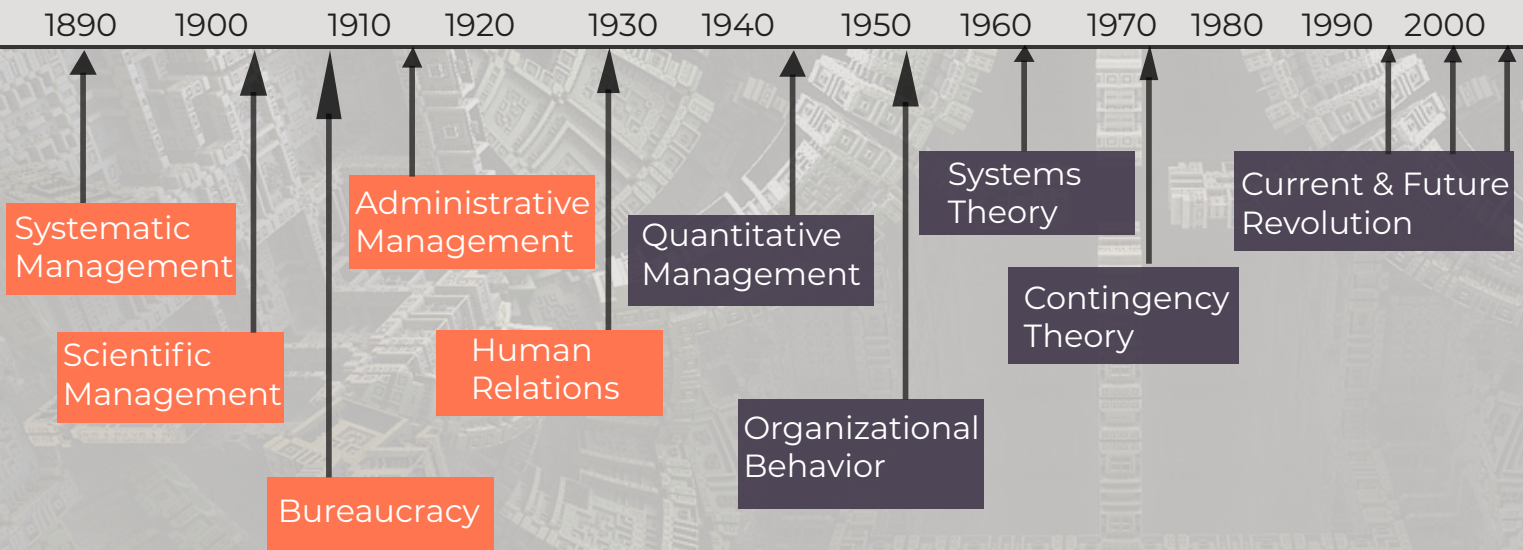 1890 1900 1910 1920 1930 1940 1950 1960 1970 1980 1990 2000
Systematic
Management
Scientific
Management
Bureaucracy
Administrative
Management
Human
Relations
Quantitative
Management
Organizational
Behavior
Systems
Theory
Contingency
Theory
Current & Future
Revolution